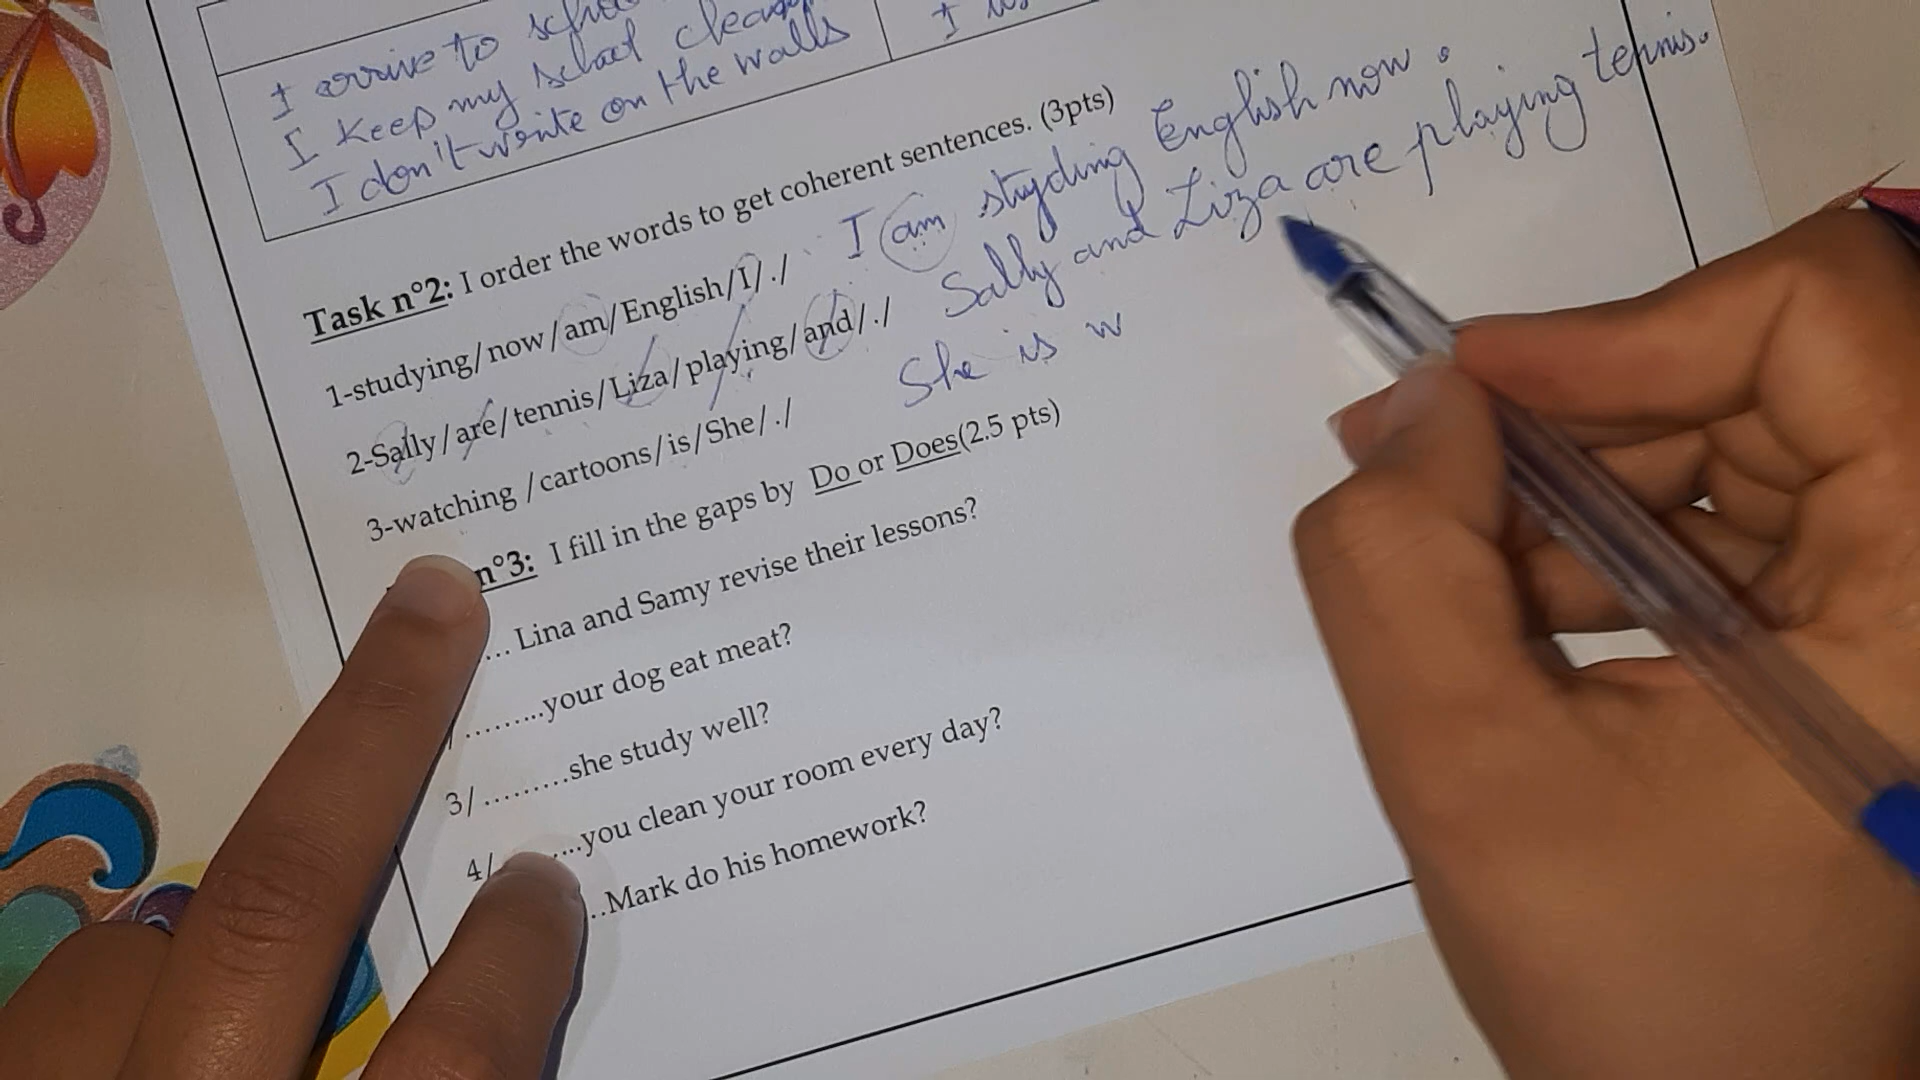 I arrive to
I keep my school clean
I don't write on the walls
I
Task n°2: I order the words to get coherent sentences. (3pts)
1-studying/now/am/English/I/./ I am stuyding English now.
2-Sally/are/tennis/Liza/playing/and/./ Sally and Liza are playing tennis.
3-watching /cartoons/is/She/./ She is w
n°3: I fill in the gaps by Do or Does(2.5 pts)
... Lina and Samy revise their lessons?
/.........your dog eat meat?
3/.........she study well?
4/ ....you clean your room every day?
..Mark do his homework?